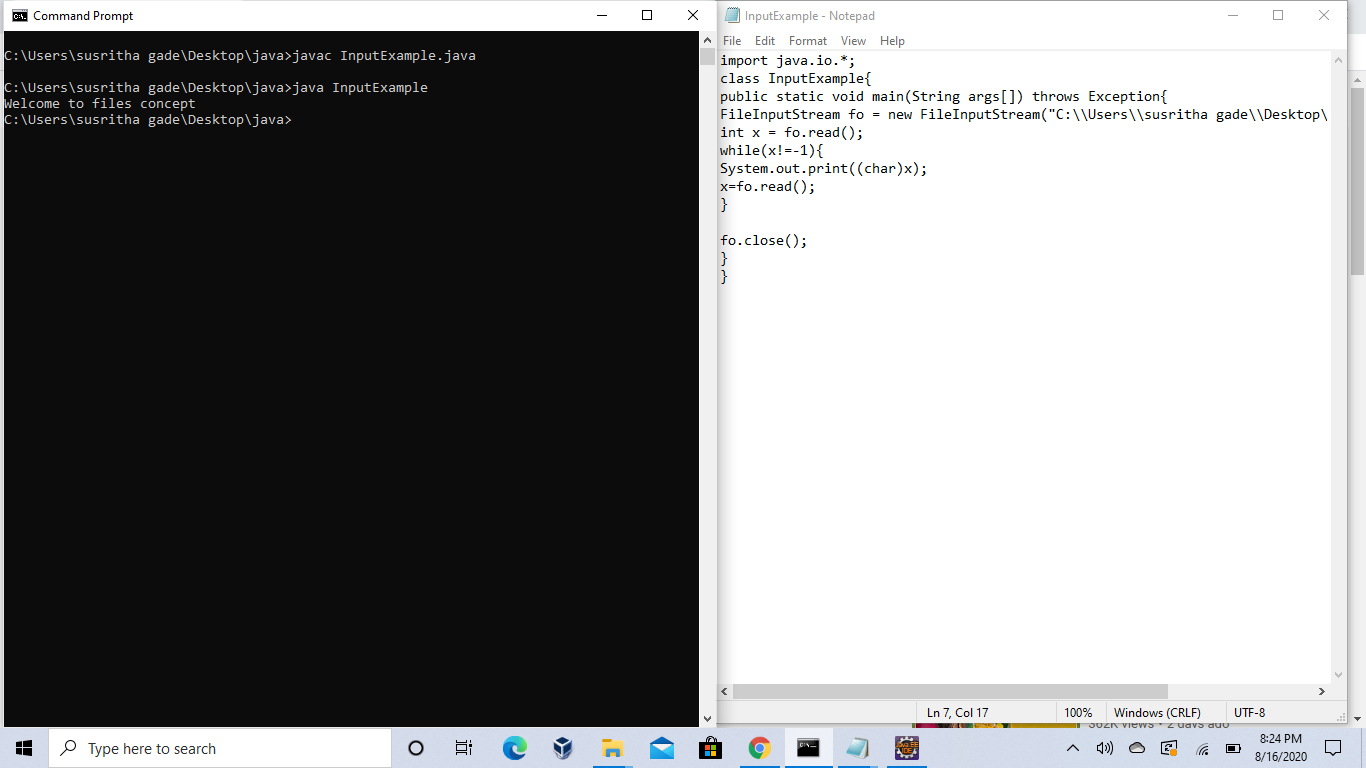 Command Prompt
C:\Users\susritha gade\Desktop\java>javac InputExample.java
C:\Users\susritha gade\Desktop\java>java InputExample
Welcome to files concept
C:\Users\susritha gade\Desktop\java>
InputExample - Notepad
File Edit Format View Help
import java.io.*;
class InputExample{
public static void main(String args[]) throws Exception{
FileInputStream fo = new FileInputStream("C:\\Users\\susritha gade\\Desktop\
int x = fo.read();
while(x!=-1){
System.out.print((char)x);
x=fo.read();
}
fo.close();
}
}
Ln 7, Col 17 100% Windows (CRLF) UTF-8
views • 2 days ago
Type here to search
8:24 PM
8/16/2020